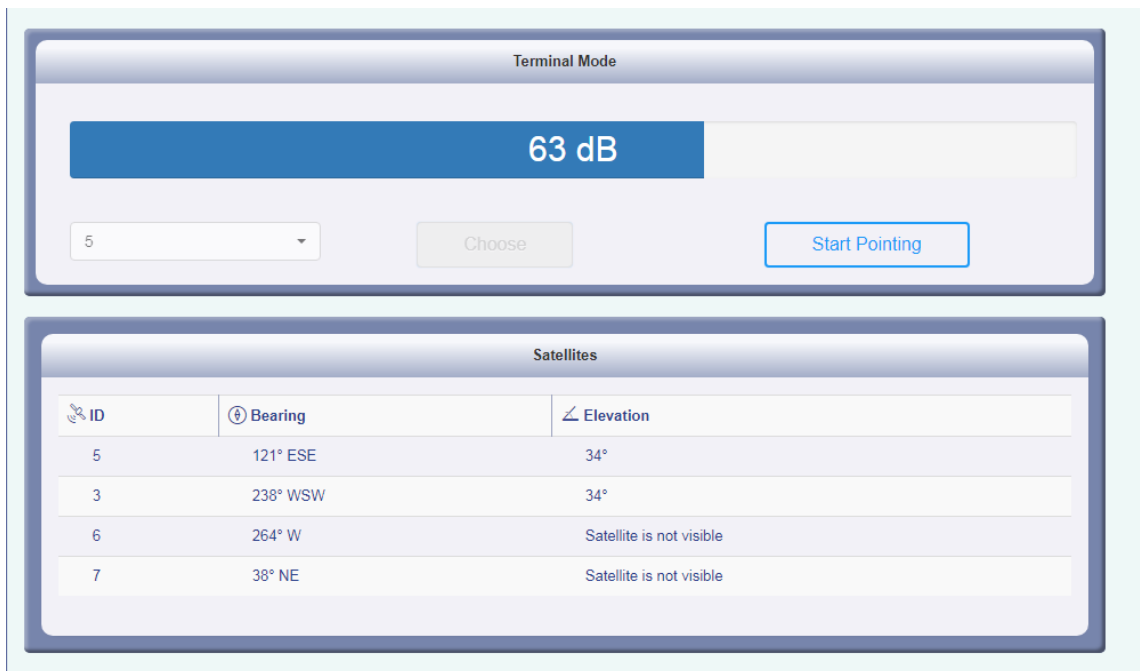 Terminal Mode
63 dB
5 Choose Start Pointing
Satellites
ID Bearing Elevation
5 121° ESE 34°
3 238° WSW 34°
6 264° W Satellite is not visible
7 38° NE Satellite is not visible